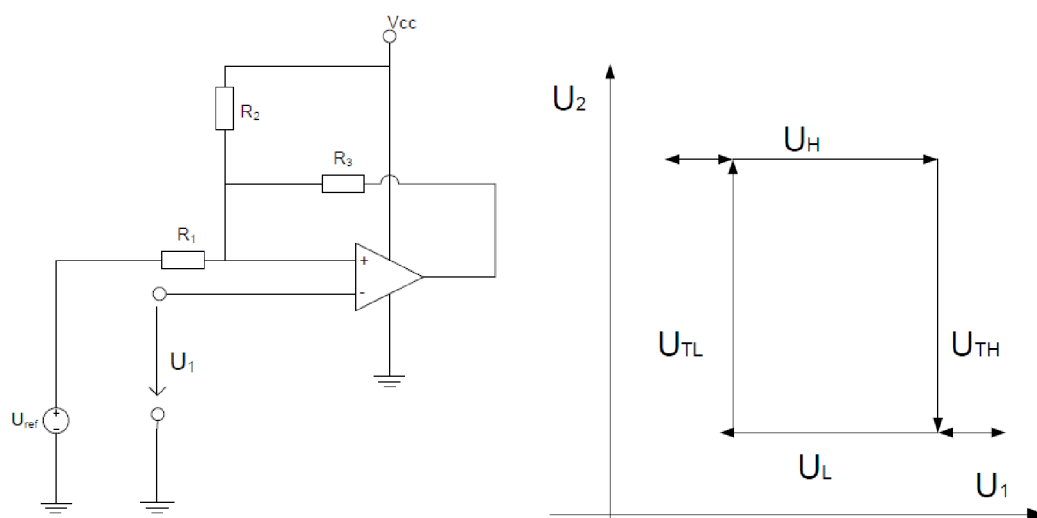 Vcc
R2
R3
R1
+
-
U1
Uref
+
-
U2
UH
UTL
UTH
UL
U1